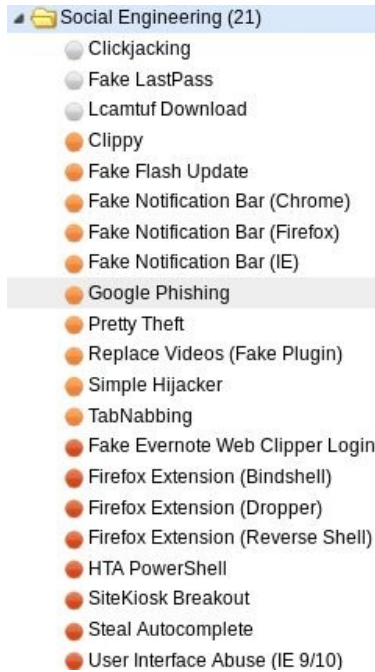 Social Engineering (21)
Clickjacking
Fake LastPass
Lcamtuf Download
Clippy
Fake Flash Update
Fake Notification Bar (Chrome)
Fake Notification Bar (Firefox)
Fake Notification Bar (IE)
Google Phishing
Pretty Theft
Replace Videos (Fake Plugin)
Simple Hijacker
TabNabbing
Fake Evernote Web Clipper Login
Firefox Extension (Bindshell)
Firefox Extension (Dropper)
Firefox Extension (Reverse Shell)
HTA PowerShell
SiteKiosk Breakout
Steal Autocomplete
User Interface Abuse (IE 9/10)